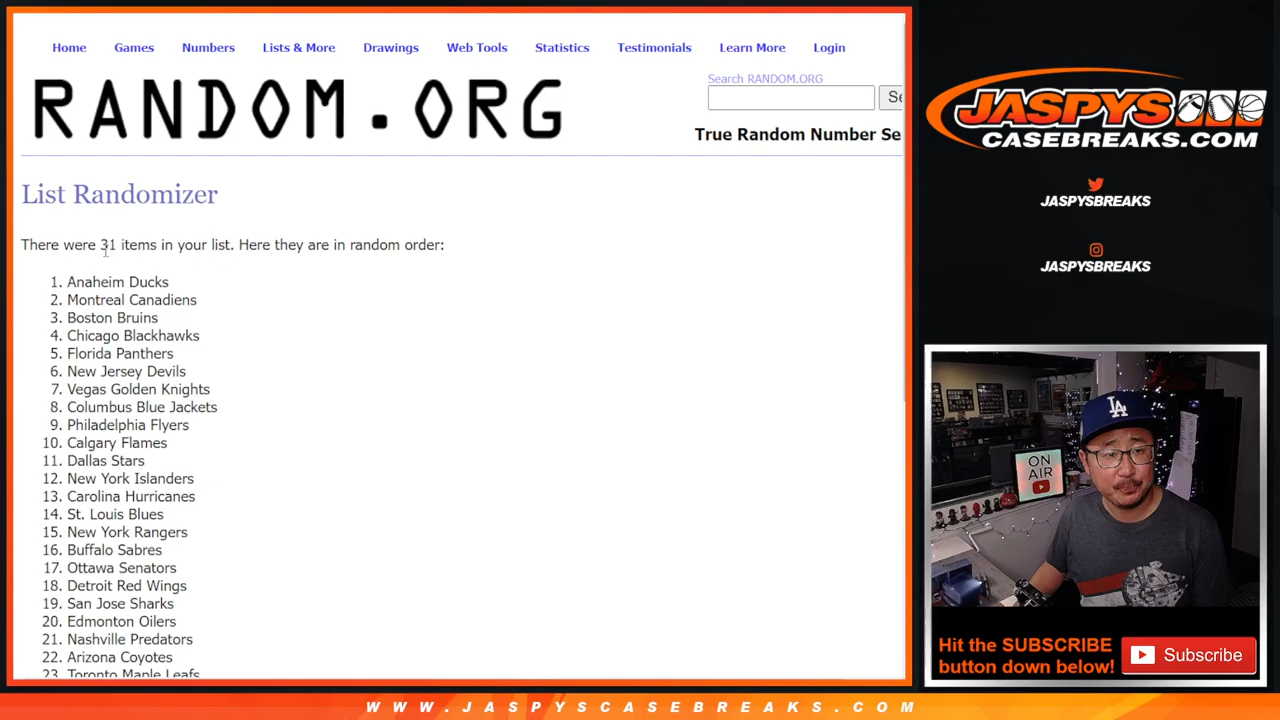 Home Games Numbers Lists & More Drawings Web Tools Statistics Testimonials Learn More Login
RANDOM.ORG
Search RANDOM.ORG
Se
True Random Number Se
List Randomizer
There were 31 items in your list. Here they are in random order:
1. Anaheim Ducks
2. Montreal Canadiens
3. Boston Bruins
4. Chicago Blackhawks
5. Florida Panthers
6. New Jersey Devils
7. Vegas Golden Knights
8. Columbus Blue Jackets
9. Philadelphia Flyers
10. Calgary Flames
11. Dallas Stars
12. New York Islanders
13. Carolina Hurricanes
14. St. Louis Blues
15. New York Rangers
16. Buffalo Sabres
17. Ottawa Senators
18. Detroit Red Wings
19. San Jose Sharks
20. Edmonton Oilers
21. Nashville Predators
22. Arizona Coyotes
23. Toronto Maple Leafs
JASPYS
CASEBREAKS.COM
JASPYSBREAKS
JASPYSBREAKS
LA
ON
AIR
Hit the SUBSCRIBE
button down below!
Subscribe
WWW.JASPYSCASEBREAKS.COM